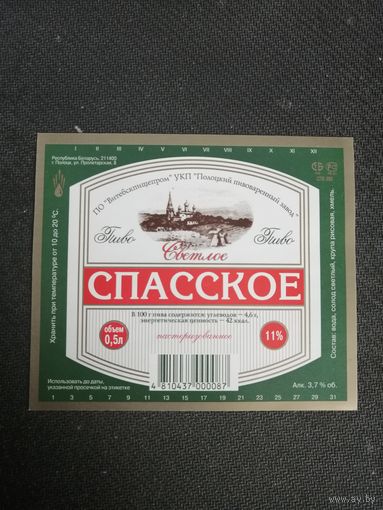 I II III IV V VI VII VIII IX X XI XII
Республика Беларусь, 211400
г. Полоцк, ул. Пролетарская, 8
ПО "Витебскпищепром" УКП "Полоцкий пивоваренный завод"
Пиво
Пиво
Светлое
СПАССКОЕ
В 100 г пива содержится: углеводов — 4,6 г,
энергетическая ценность — 42 ккал.
объем
0,5л
пастеризованное
11%
Хранить при температуре от 10 до 20 °С.
Состав: вода, солод светлый, крупа рисовая, хмель.
Использовать до даты,
указанной просечкой на этикетке
4 810437 000087
Алк. 3,7 % об.
1 3 5 7 9 11 13 15 17 19 21 23 25 27 29 31
www.ay.by